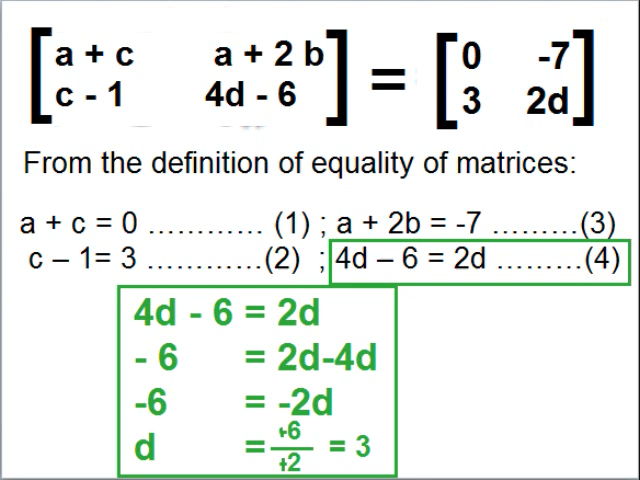 [a + c a + 2 b] = [0 -7]
[c - 1 4d - 6] [3 2d]
From the definition of equality of matrices:
a + c = 0 ............ (1) ; a + 2b = -7 .........(3)
c – 1= 3 ............(2) ; 4d – 6 = 2d .........(4)
4d - 6 = 2d
- 6 = 2d-4d
-6 = -2d
d = +6/+2 = 3